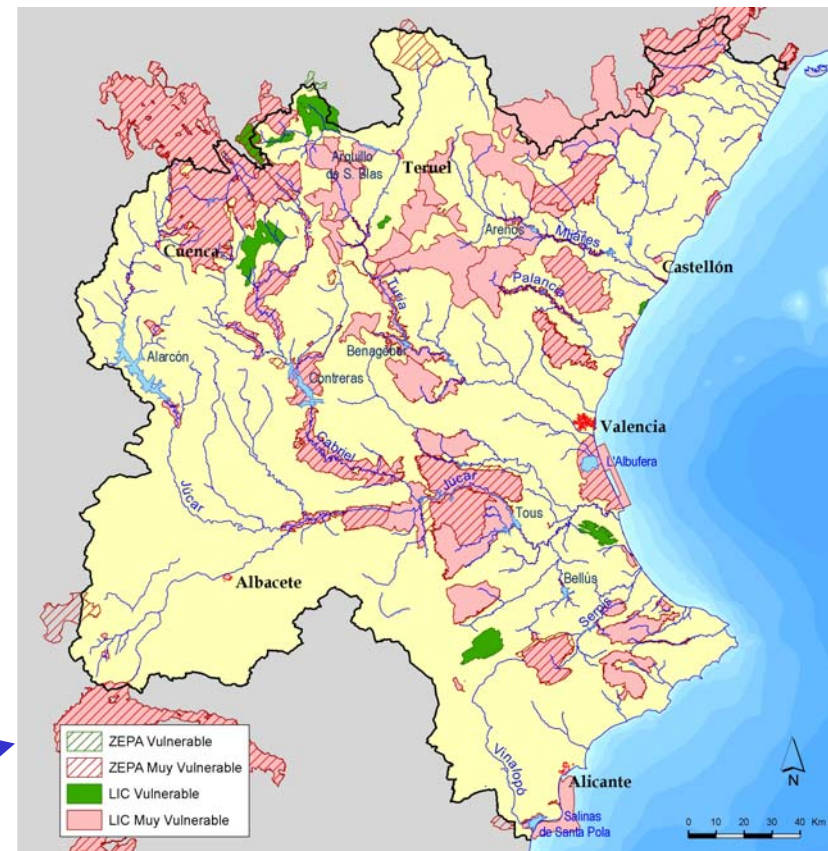 Arquillo
de S. Blas
Teruel
Cuenca
Arenos
Mijares
Castellón
Palancia
Turia
Alarcón
Benagéber
Contreras
Valencia
L'Albufera
Cabriel
Júcar
Júcar
Tous
Albacete
Bellús
Serpis
Vinalopó
Alicante
Salinas
de Santa Pola
ZEPA Vulnerable
ZEPA Muy Vulnerable
LIC Vulnerable
LIC Muy Vulnerable
N
0 10 20 30 40 Km